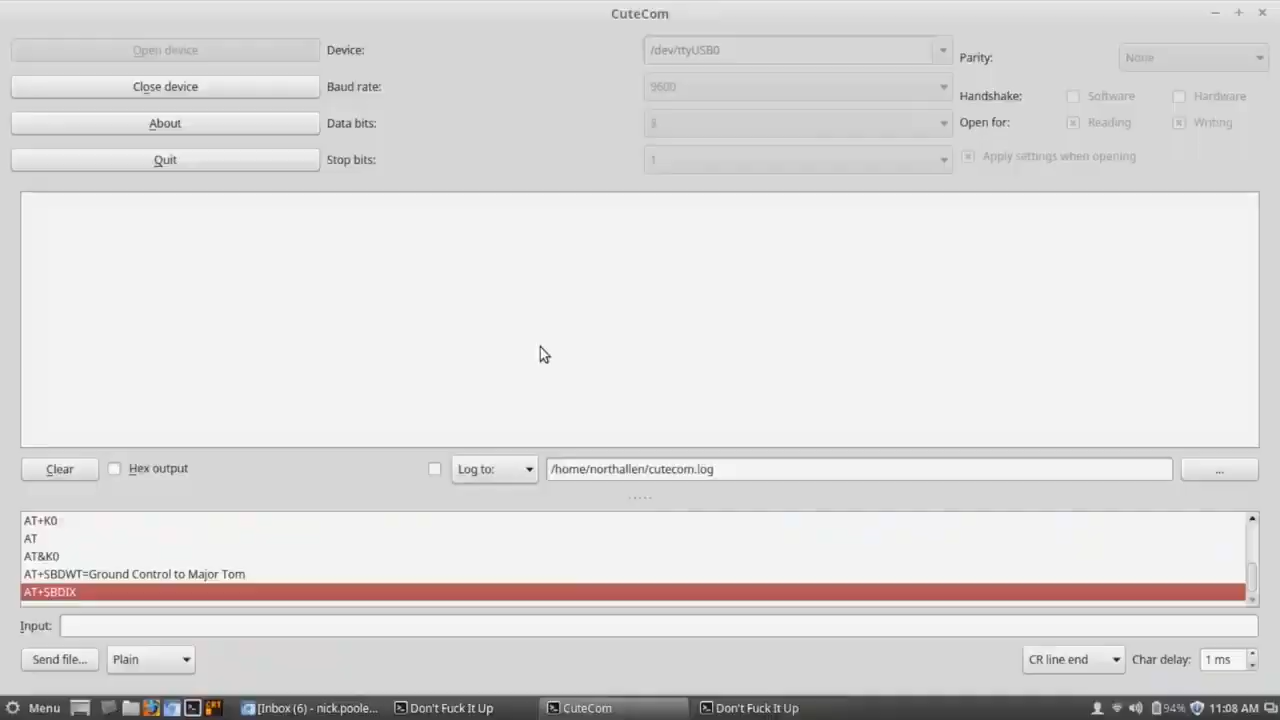 CuteCom
Open device
Device:
/dev/ttyUSB0
Parity:
None
Close device
Baud rate:
9600
Handshake:
Software
Hardware
About
Data bits:
8
Open for:
Reading
Writing
Quit
Stop bits:
1
Apply settings when opening
Clear
Hex output
Log to:
/home/northallen/cutecom.log
...
AT+K0
AT
AT&K0
AT+SBDWT=Ground Control to Major Tom
AT+SBDIX
Input:
Send file...
Plain
CR line end
Char delay:
1 ms
Menu
[Inbox (6) - nick.poole...
Don't Fuck It Up
CuteCom
Don't Fuck It Up
94%
11:08 AM